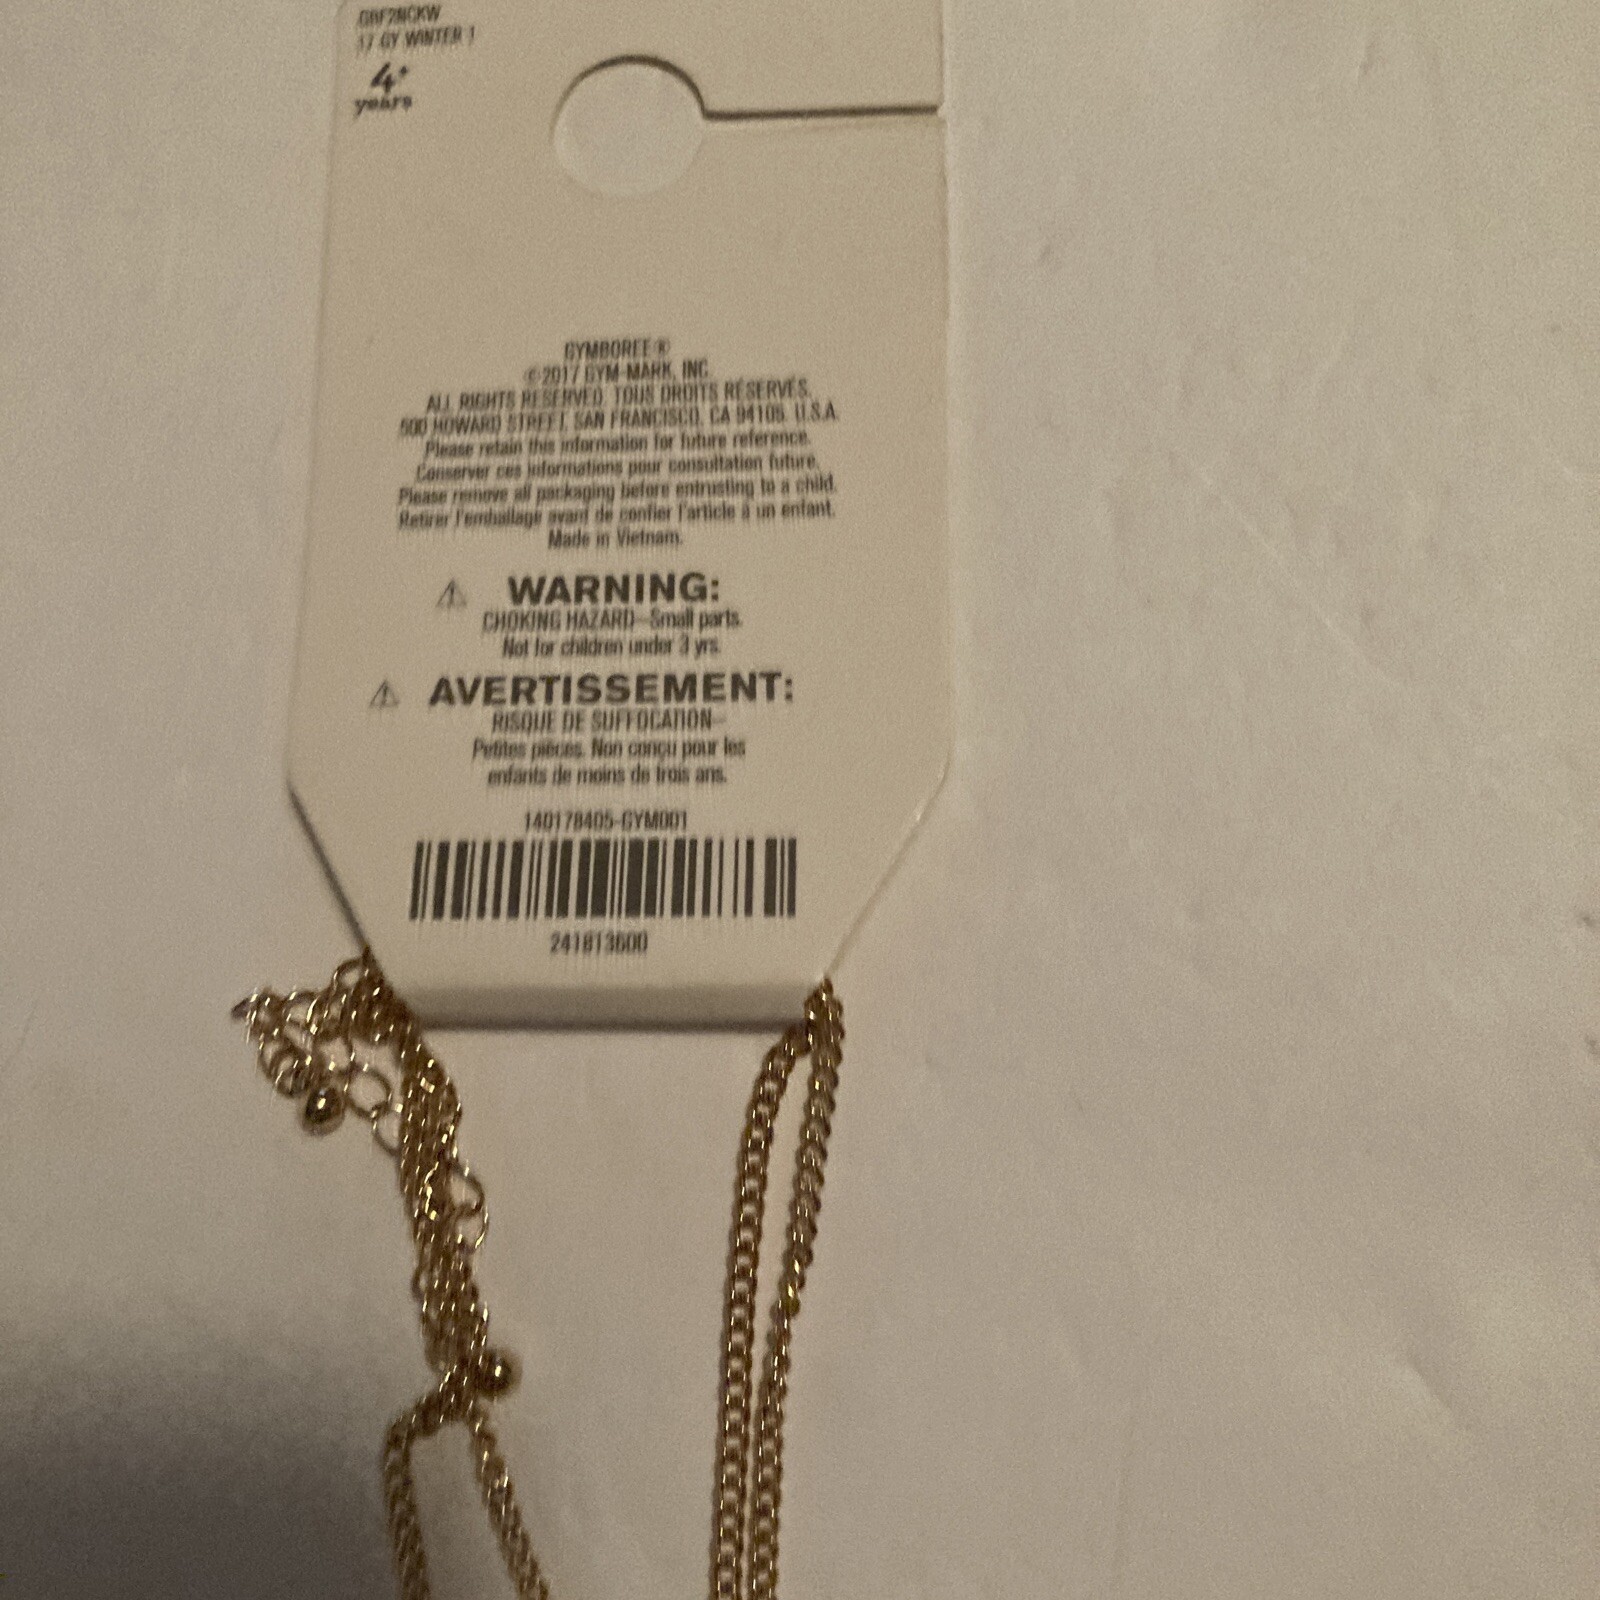 GBF2NCKW
17 GY WINTER 1
4+
years
GYMBOREE®
©2017 GYM-MARK, INC.
ALL RIGHTS RESERVED. TOUS DROITS RÉSERVÉS.
500 HOWARD STREET, SAN FRANCISCO, CA 94105. U.S.A.
Please retain this information for future reference.
Conserver ces informations pour consultation future.
Please remove all packaging before entrusting to a child.
Retirer l'emballage avant de confier l'article à un enfant.
Made in Vietnam.
⚠ WARNING:
CHOKING HAZARD—Small parts.
Not for children under 3 yrs.
⚠ AVERTISSEMENT:
RISQUE DE SUFFOCATION—
Petites pièces. Non conçu pour les
enfants de moins de trois ans.
140178405-GYM001
241813600